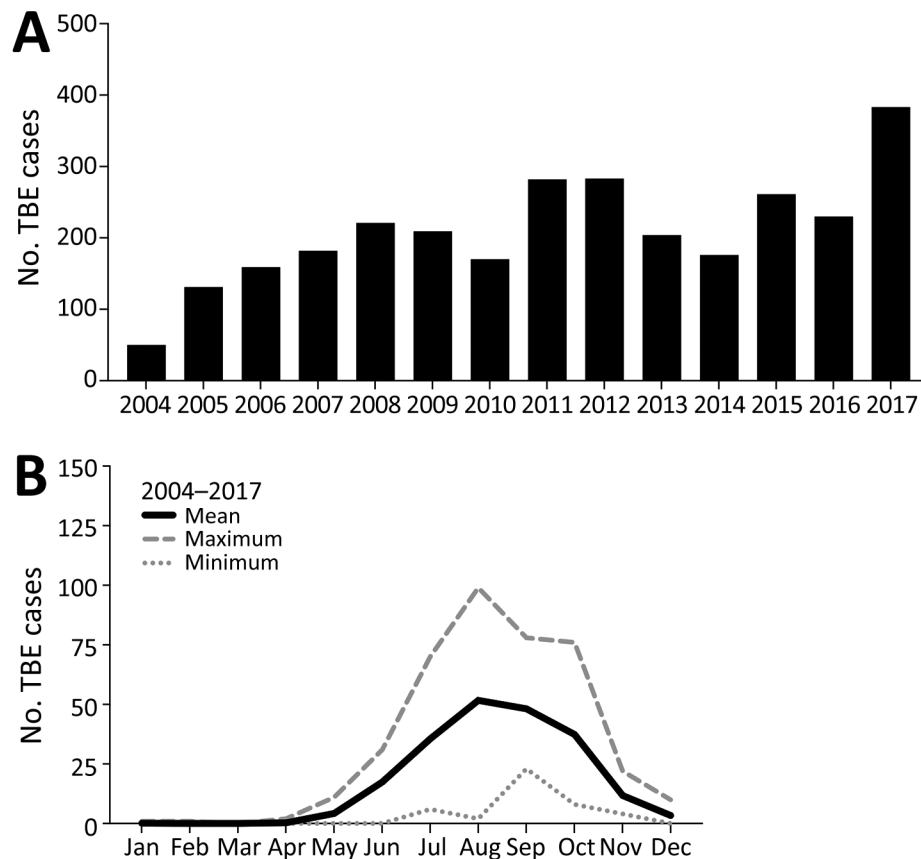 A
500
400
300
200
100
0
No. TBE cases
2004 2005 2006 2007 2008 2009 2010 2011 2012 2013 2014 2015 2016 2017
B
150
125
100
75
50
25
0
No. TBE cases
2004–2017
Mean
Maximum
Minimum
Jan Feb Mar Apr May Jun Jul Aug Sep Oct Nov Dec